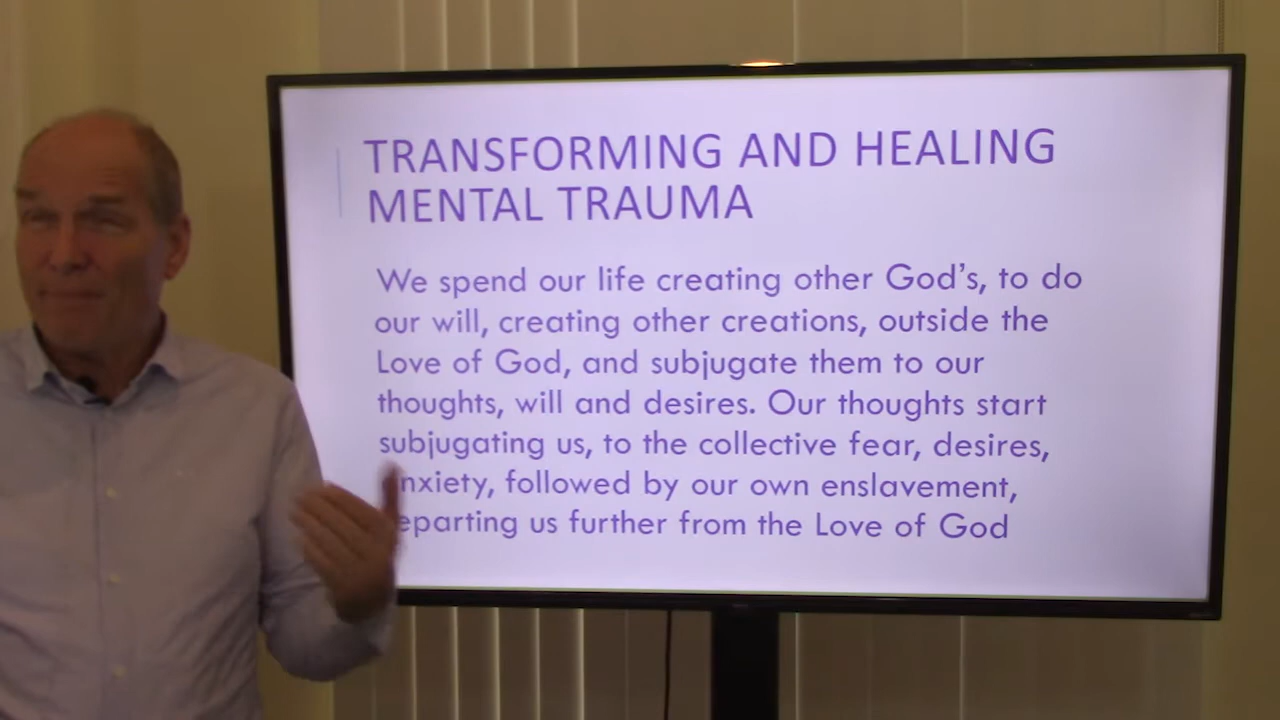 TRANSFORMING AND HEALING
MENTAL TRAUMA
We spend our life creating other God's, to do
our will, creating other creations, outside the
Love of God, and subjugate them to our
thoughts, will and desires. Our thoughts start
subjugating us, to the collective fear, desires,
nxiety, followed by our own enslavement,
eparting us further from the Love of God